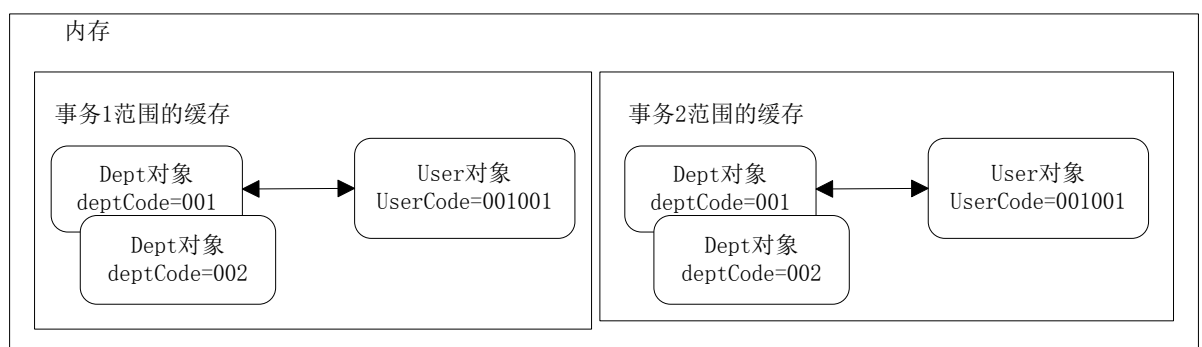 内存
事务1范围的缓存
Dept对象
deptCode=001
User对象
UserCode=001001
Dept对象
deptCode=002
事务2范围的缓存
Dept对象
deptCode=001
User对象
UserCode=001001
Dept对象
deptCode=002